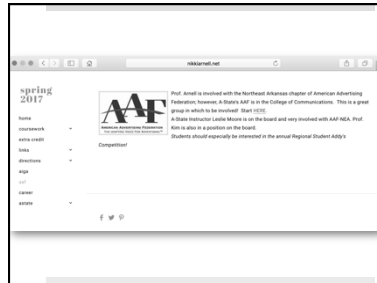 nikkiarnell.net
spring
2017
home
coursework
extra credit
links
directions
aiga
aaf
career
astate
AAF
AMERICAN ADVERTISING FEDERATION
Prof. Arnell is involved with the Northeast Arkansas chapter of American Advertising
Federation; however, A-State's AAF is in the College of Communications. This is a great
group in which to be involved! Start HERE.
A-State Instructor Leslie Moore is on the board and very involved with AAF-NEA. Prof.
Kim is also in a position on the board.
Students should especially be interested in the annual Regional Student Addy's
Competition!